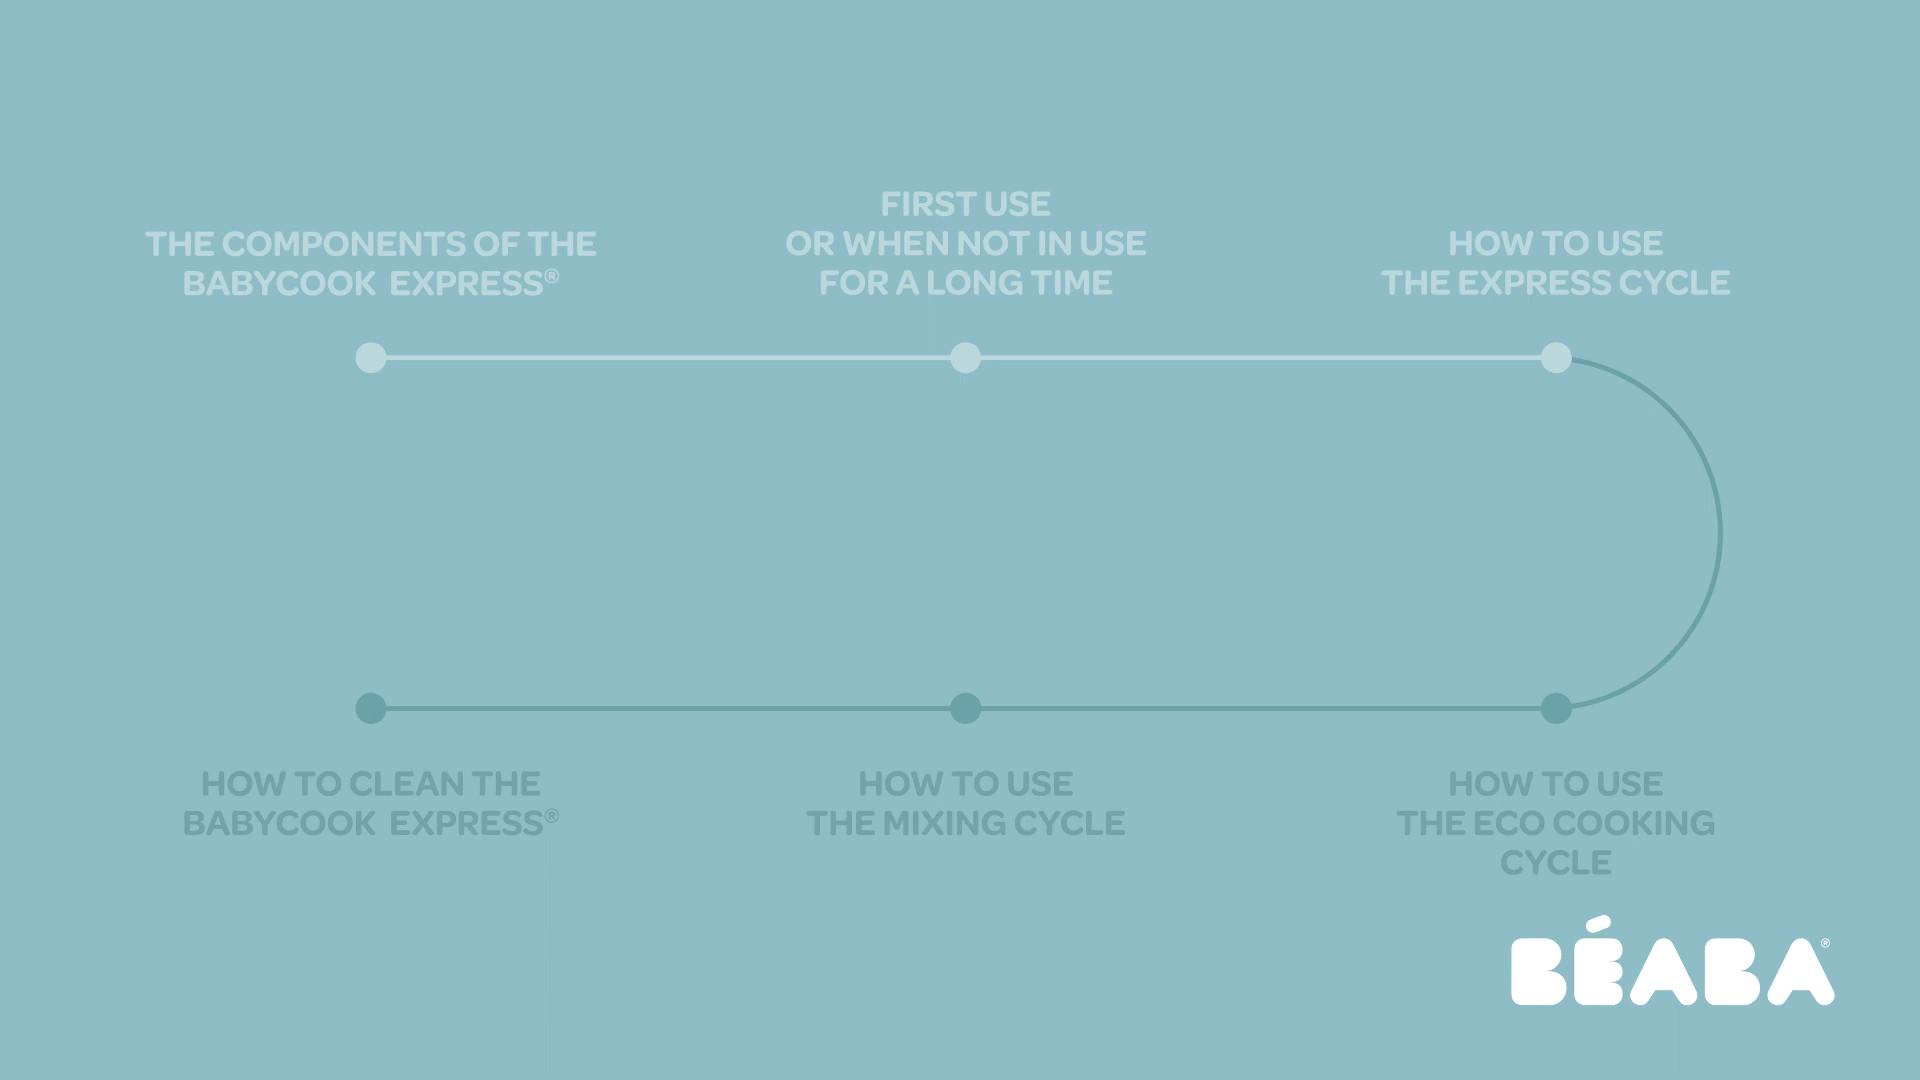 THE COMPONENTS OF THE
BABYCOOK EXPRESS®
FIRST USE
OR WHEN NOT IN USE
FOR A LONG TIME
HOW TO USE
THE EXPRESS CYCLE
HOW TO CLEAN THE
BABYCOOK EXPRESS®
HOW TO USE
THE MIXING CYCLE
HOW TO USE
THE ECO COOKING
CYCLE
BÉABA®